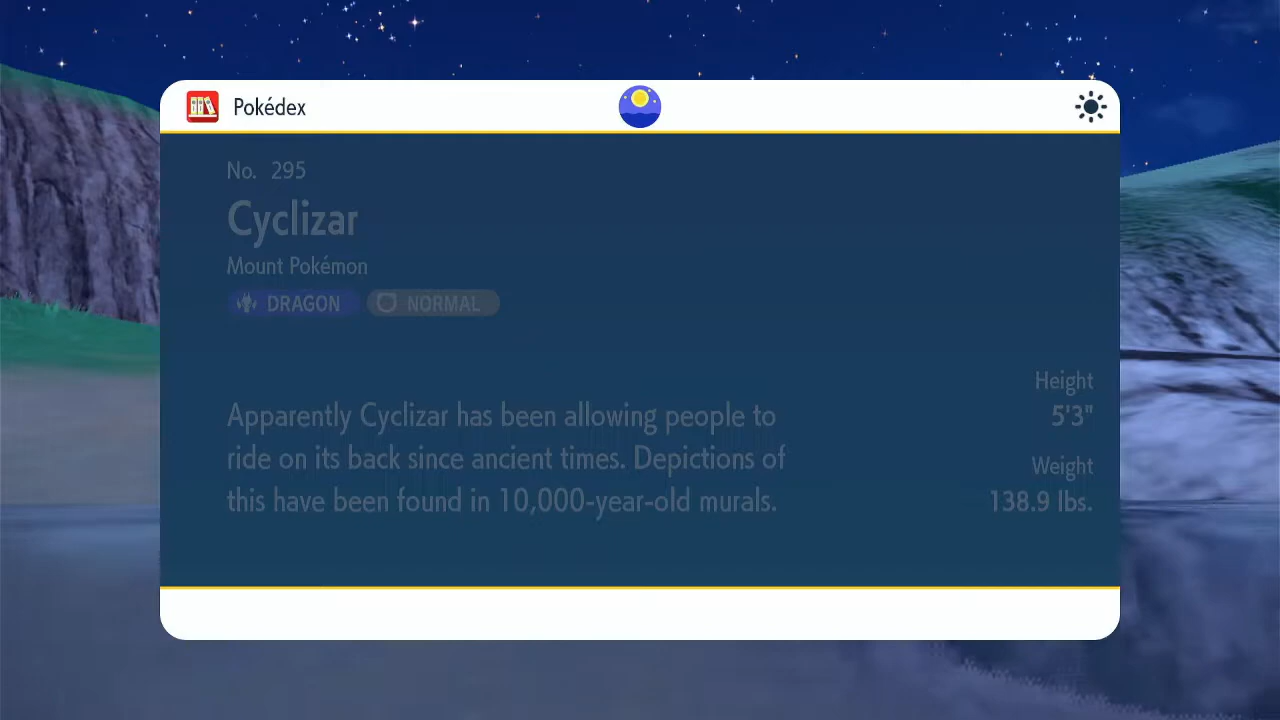 Pokédex
No. 295
Cyclizar
Mount Pokémon
DRAGON NORMAL
Apparently Cyclizar has been allowing people to
ride on its back since ancient times. Depictions of
this have been found in 10,000-year-old murals.
Height
5'3"
Weight
138.9 lbs.